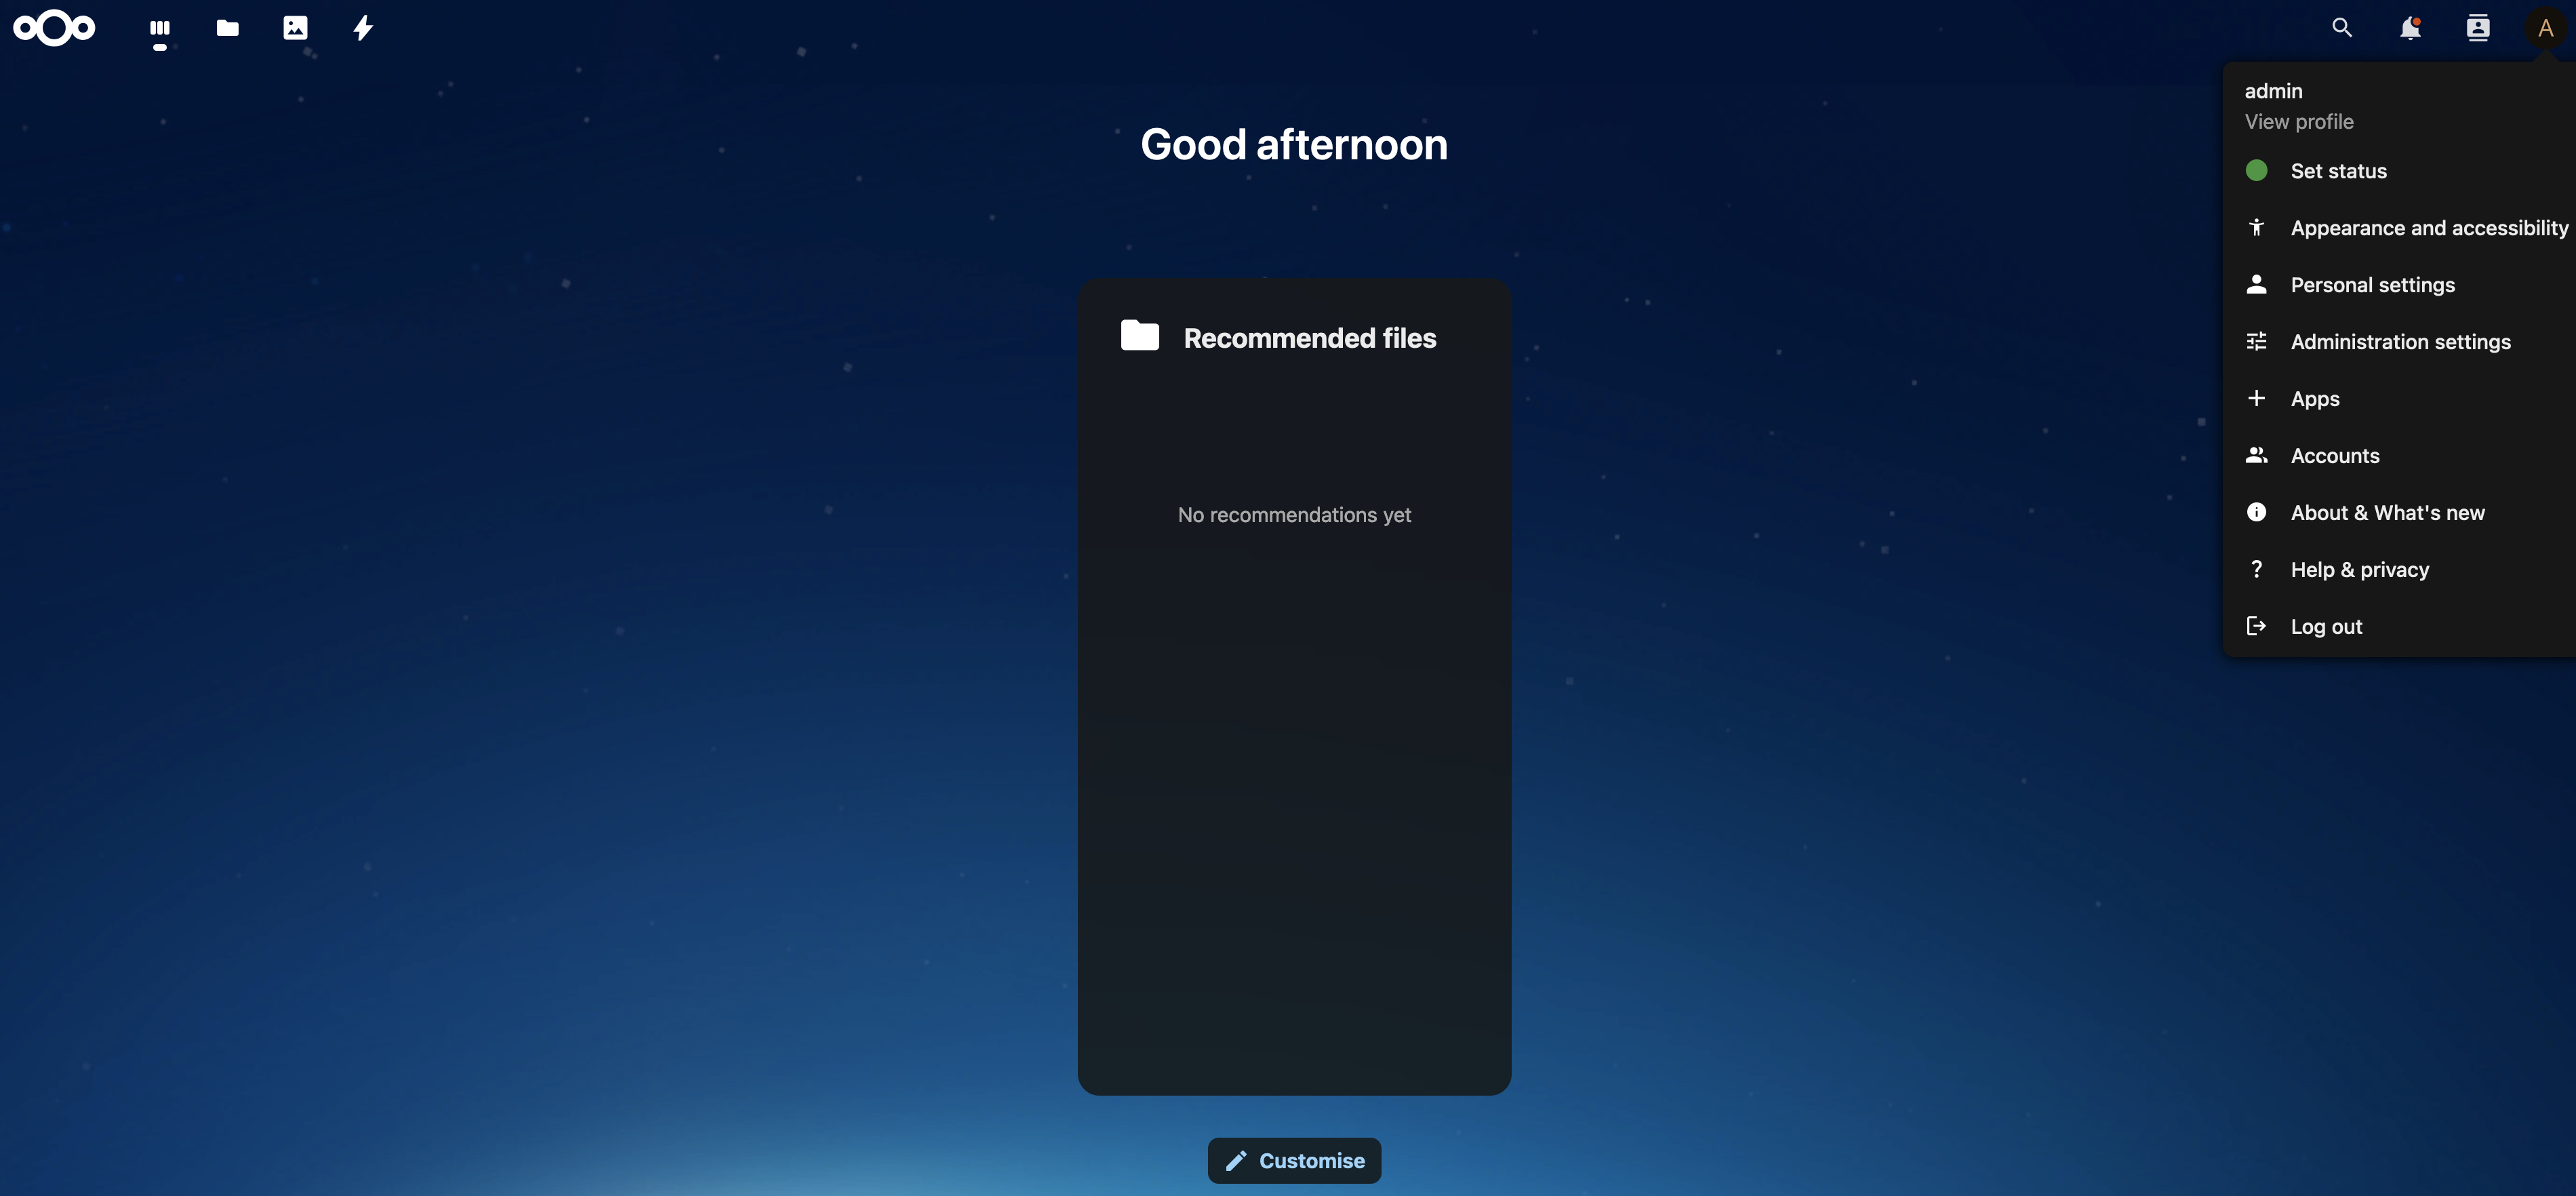 A
admin
View profile
Set status
Appearance and accessibility
Personal settings
Administration settings
Apps
Accounts
About & What's new
Help & privacy
Log out
Good afternoon
Recommended files
No recommendations yet
Customise